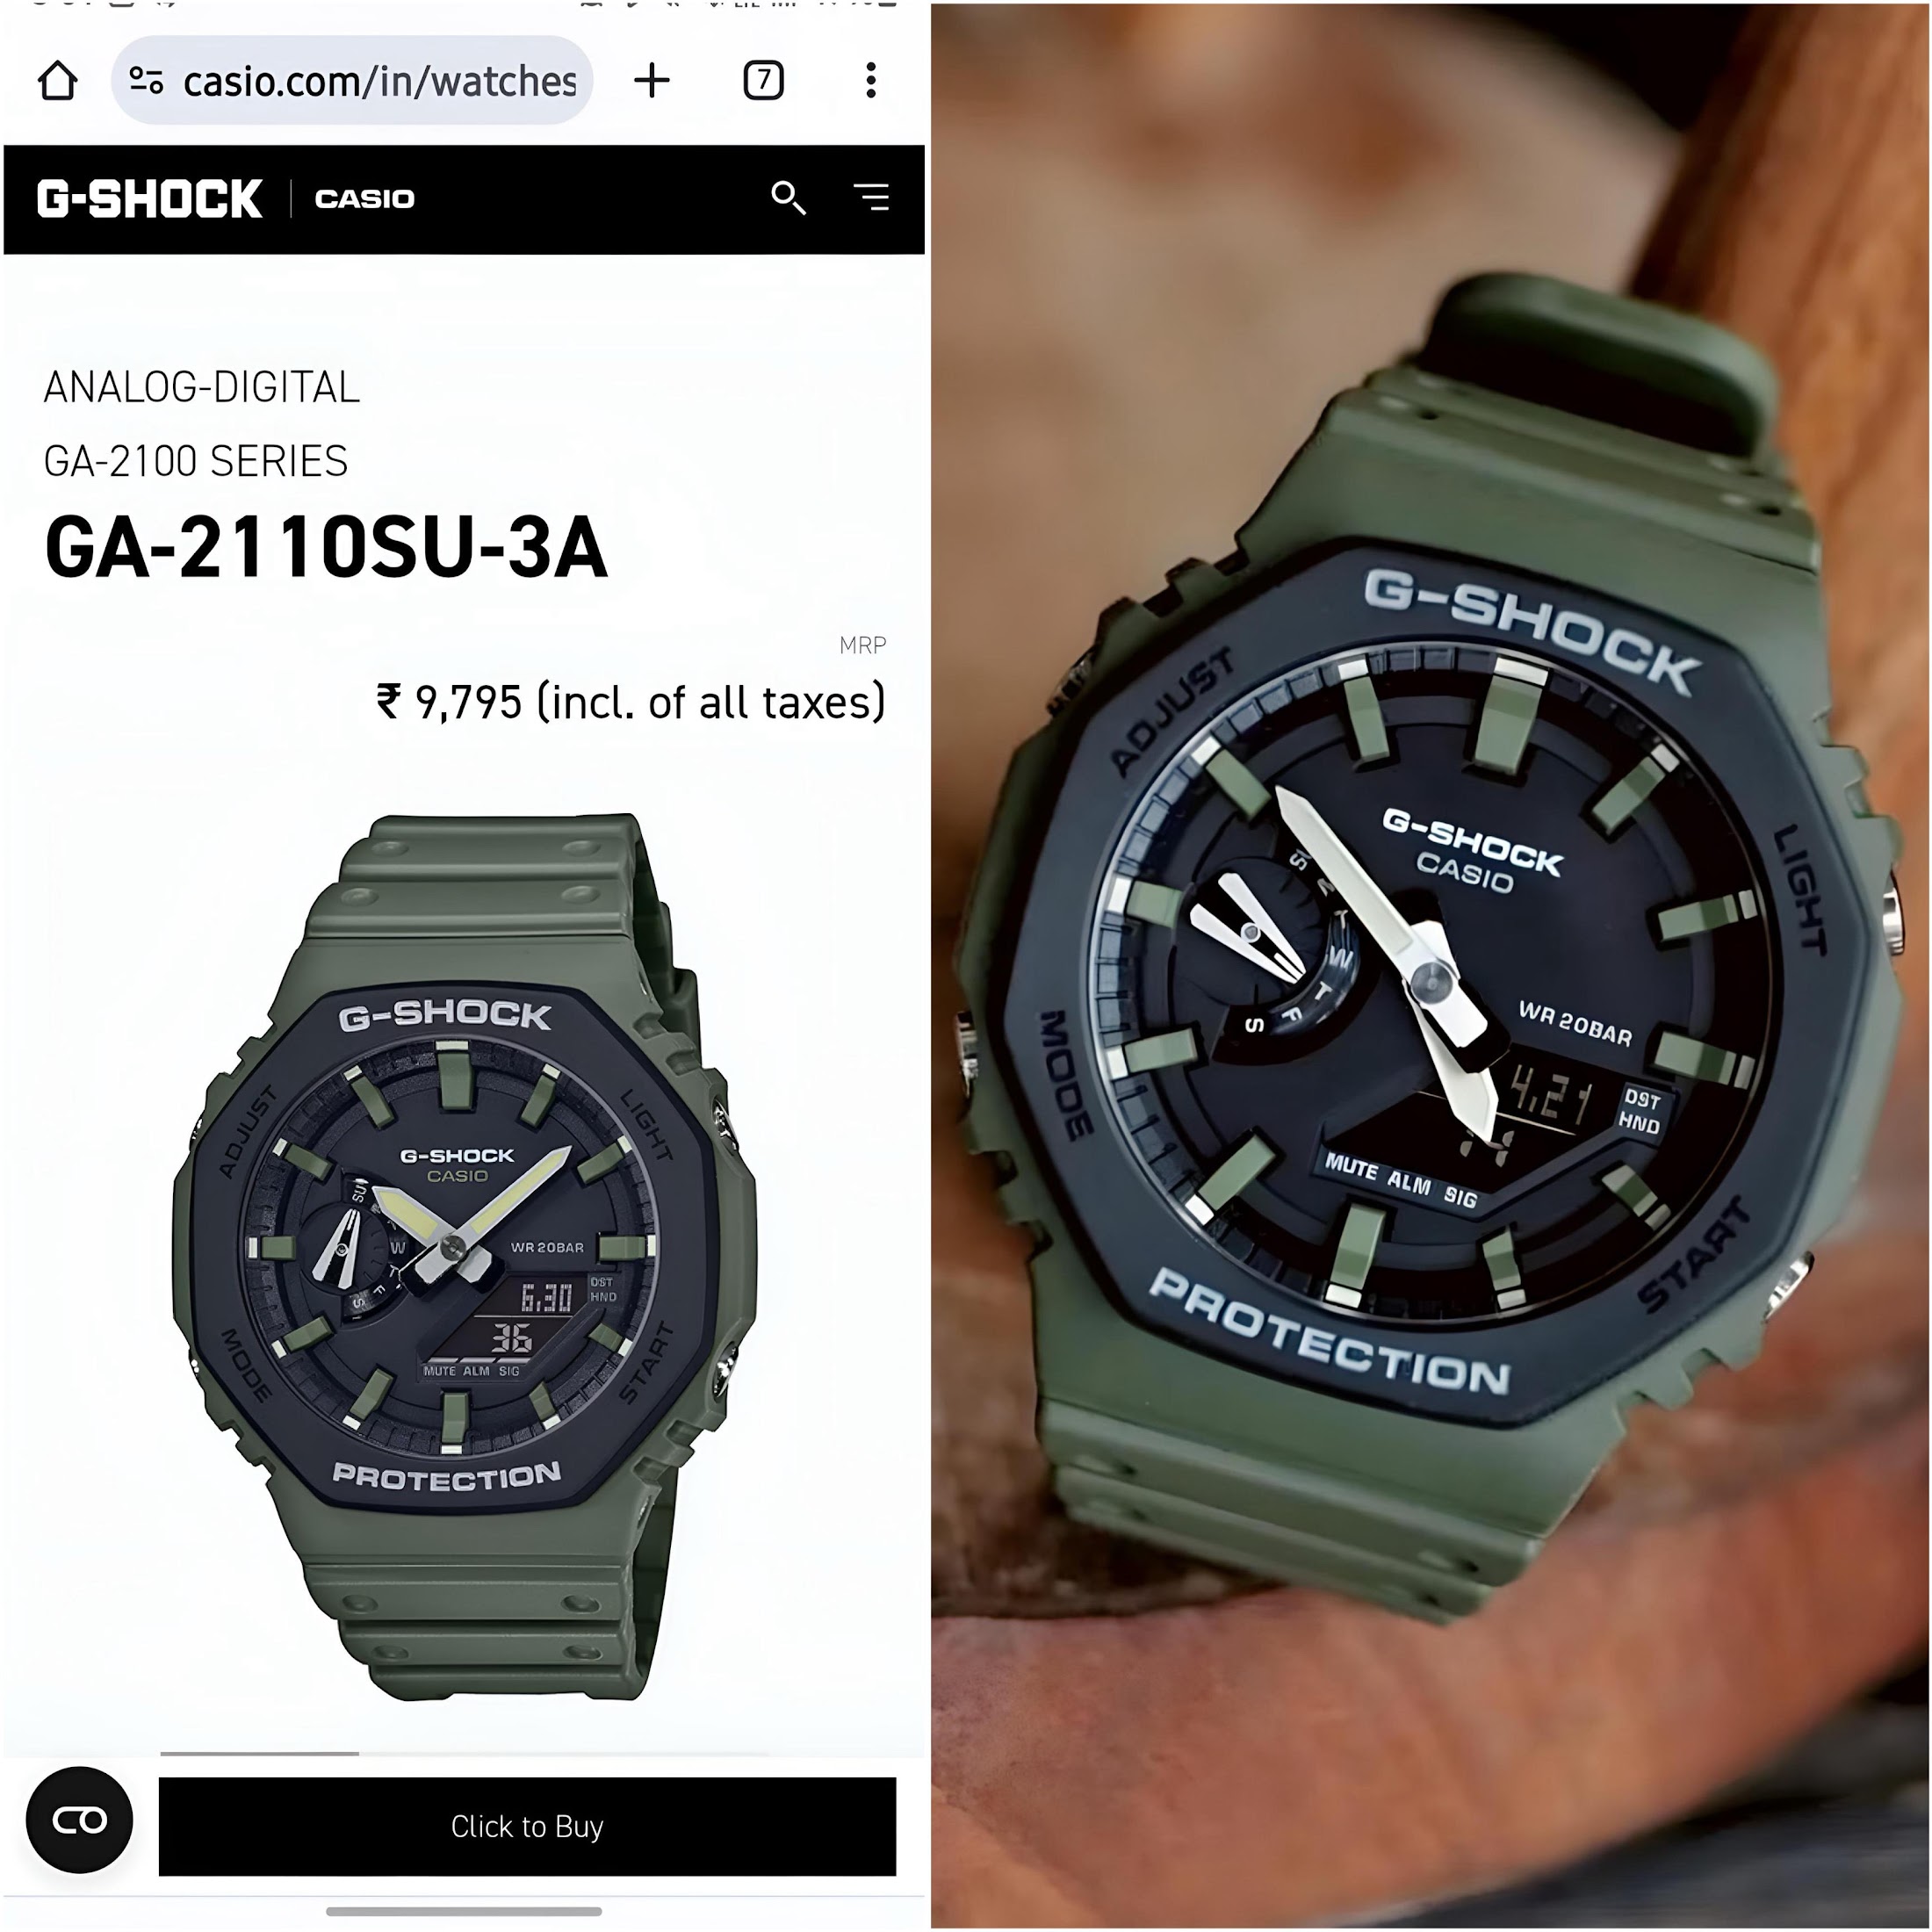 casio.com/in/watches
7
G-SHOCK | CASIO
ANALOG-DIGITAL
GA-2100 SERIES
GA-2110SU-3A
MRP
₹ 9,795 (incl. of all taxes)
G-SHOCK
ADJUST
LIGHT
G-SHOCK
CASIO
SU
W
T
F
S
WR 20BAR
6:30
DST
HND
36
MUTE ALM SIG
MODE
START
PROTECTION
Click to Buy
G-SHOCK
ADJUST
LIGHT
G-SHOCK
CASIO
T
W
T
F
S
WR 20BAR
4:21
DST
HND
MUTE ALM SIG
MODE
START
PROTECTION